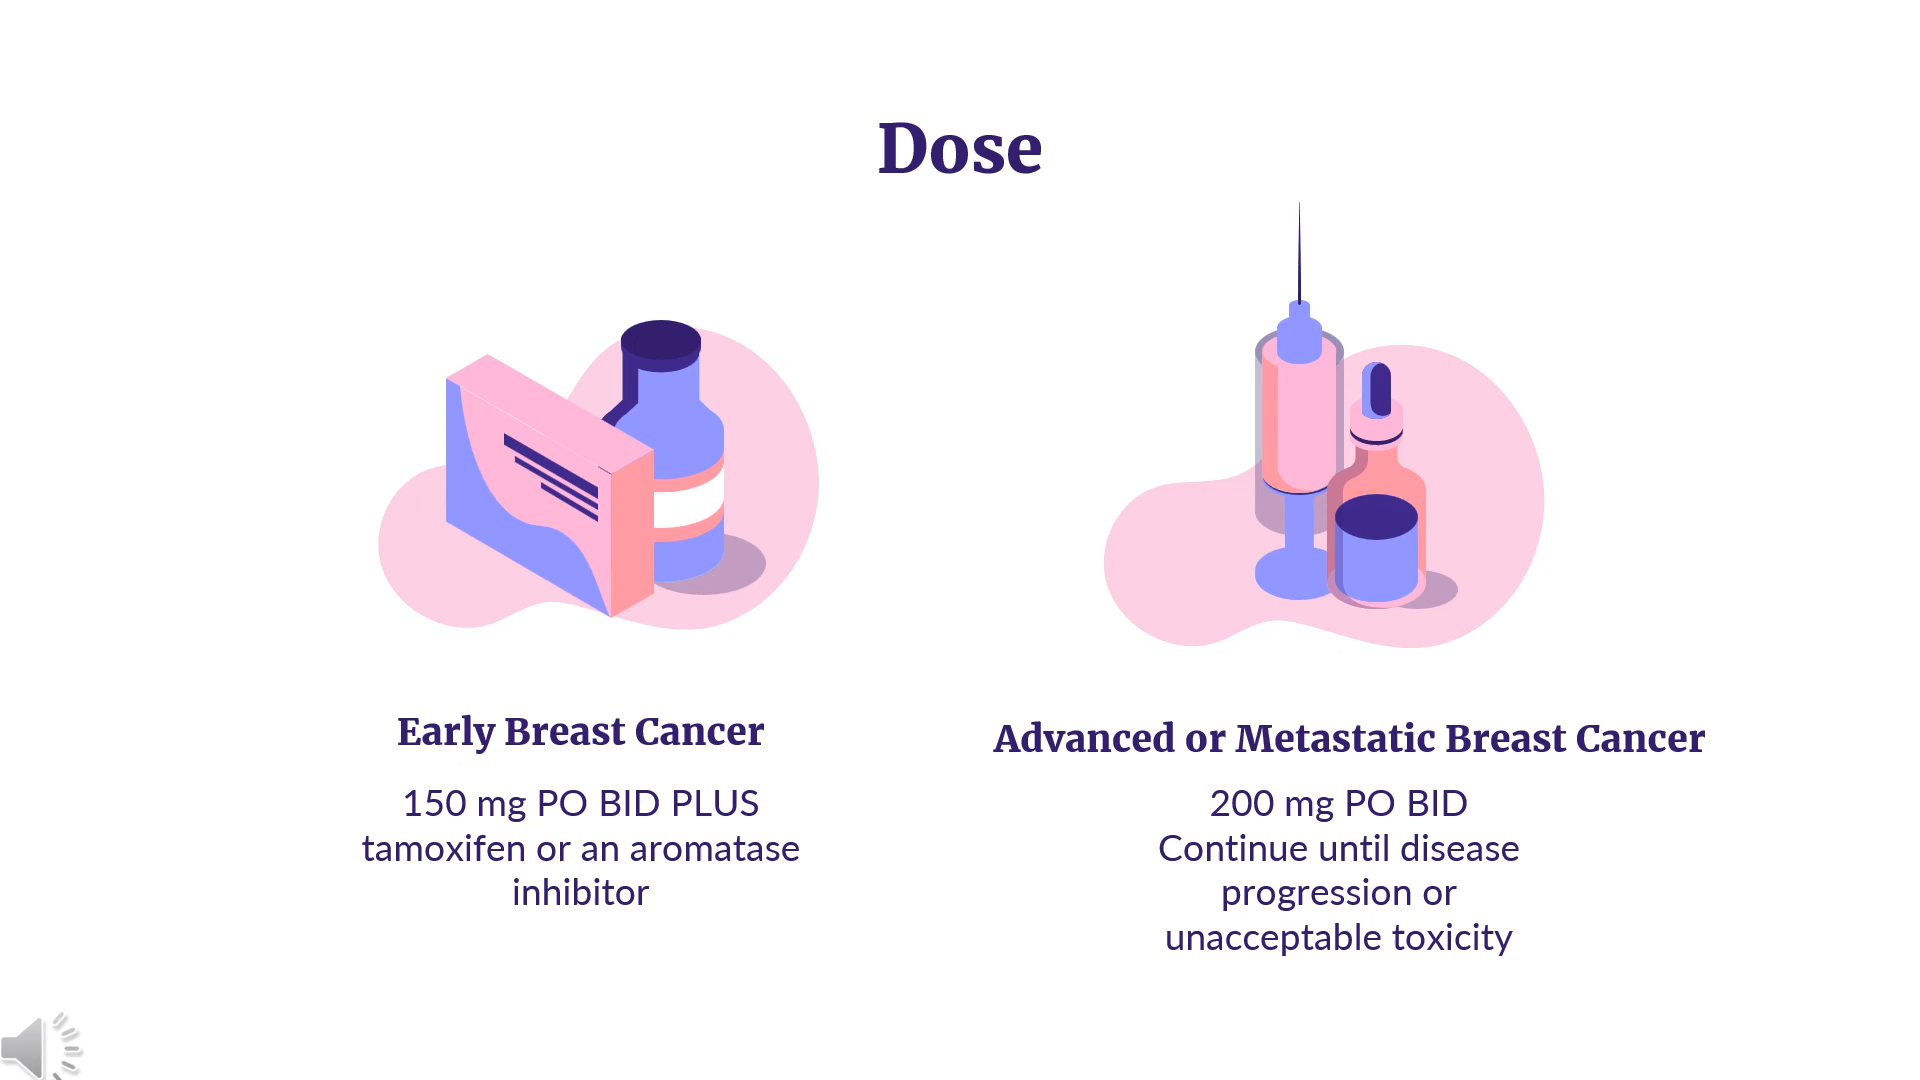 Dose
Early Breast Cancer
150 mg PO BID PLUS
tamoxifen or an aromatase
inhibitor
Advanced or Metastatic Breast Cancer
200 mg PO BID
Continue until disease
progression or
unacceptable toxicity